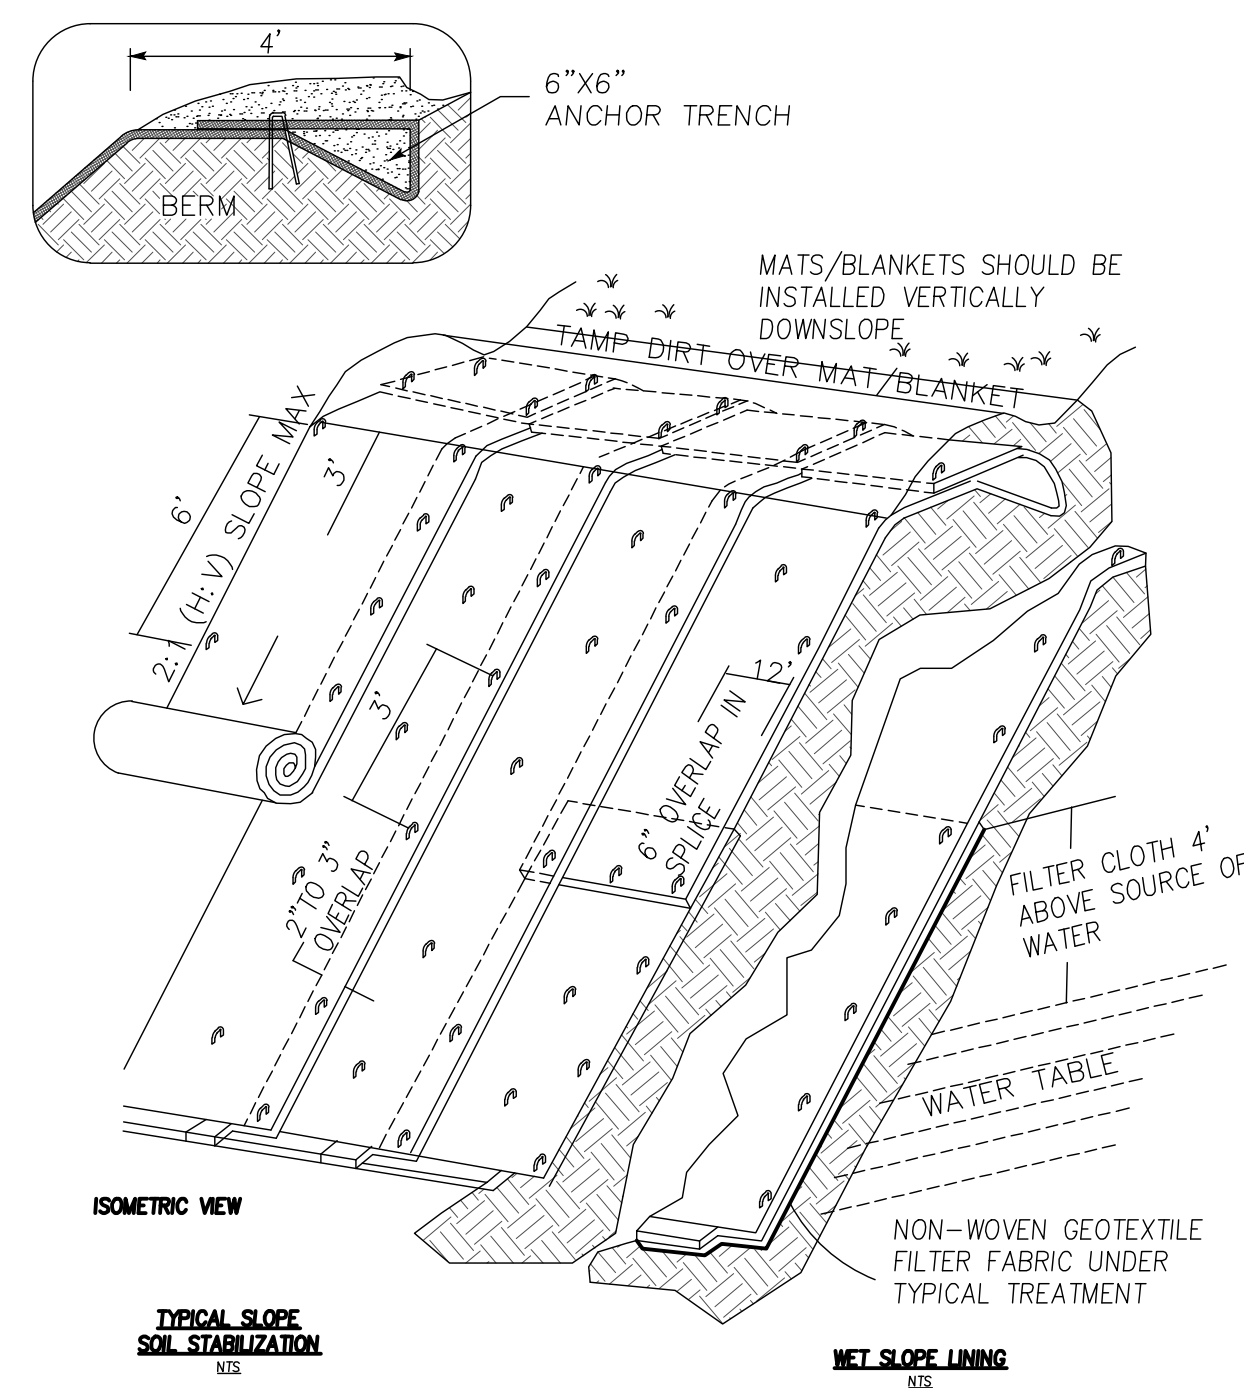 4'
6"X6"
ANCHOR TRENCH
BERM
MATS/BLANKETS SHOULD BE
INSTALLED VERTICALLY
DOWNSLOPE
TAMP DIRT OVER MAT/BLANKET
6'
2:1 (H:V) SLOPE MAX
3'
3'
12'
6" OVERLAP IN
SPLICE
2"TO 3"
OVERLAP
FILTER CLOTH 4'
ABOVE SOURCE OF
WATER
WATER TABLE
ISOMETRIC VIEW
NON-WOVEN GEOTEXTILE
FILTER FABRIC UNDER
TYPICAL TREATMENT
TYPICAL SLOPE
SOIL STABILIZATION
NTS
WET SLOPE LINING
NTS